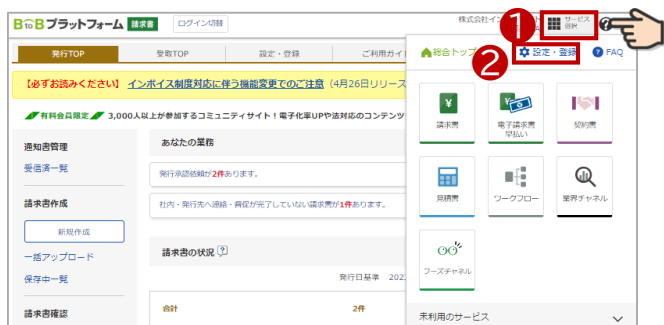 BtoBプラットフォーム 請求書 ログイン切替
株式会社イン
1
サービス選択
発行TOP 受取TOP 設定・登録 ご利用ガイ
総合トップ
2
設定・登録 FAQ
【必ずお読みください】 インボイス制度対応に伴う機能変更でのご注意 (4月26日リリース
有料会員限定 3,000人以上が参加するコミュニティサイト!電子化率UPや法対応のコンテンツ
通知書管理
受信済一覧
請求書作成
新規作成
一括アップロード
保存中一覧
請求書確認
あなたの業務
発行承認依頼が2件あります。
社内・発行先へ連絡・督促が完了していない請求書が1件あります。
請求書の状況 ?
発行日基準 202
合計 2件
請求書
電子請求書
早払い
契約書
見積書
ワークフロー
業界チャネル
フーズチャネル
未利用のサービス